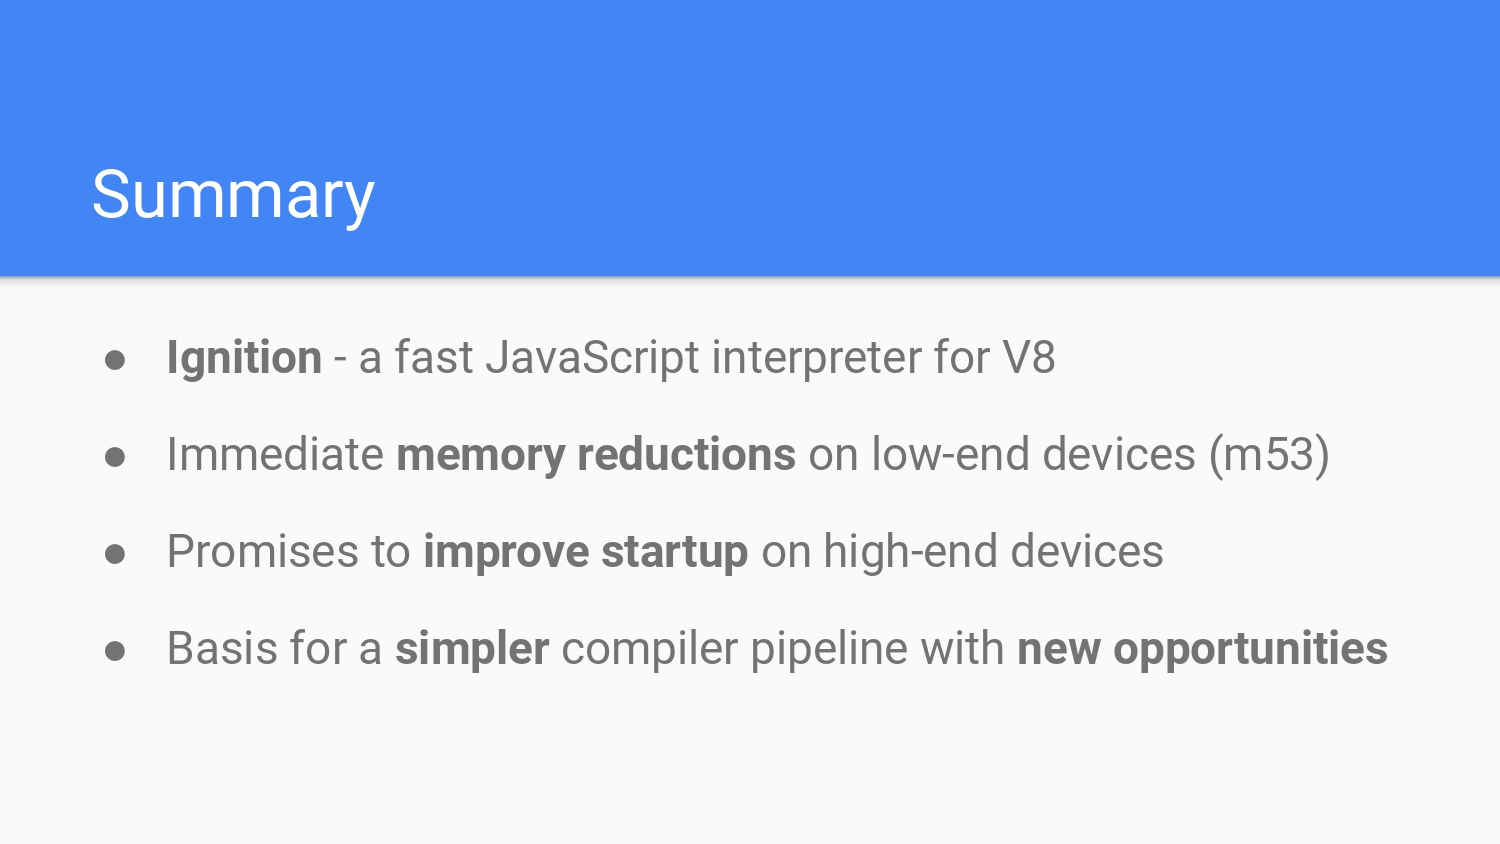 Summary
● Ignition - a fast JavaScript interpreter for V8
● Immediate memory reductions on low-end devices (m53)
● Promises to improve startup on high-end devices
● Basis for a simpler compiler pipeline with new opportunities